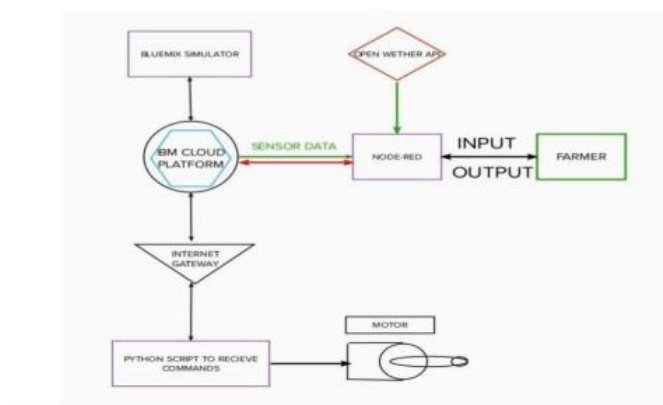 BLUEMIX SIMULATOR
OPEN WETHER API
IBM CLOUD
PLATFORM
SENSOR DATA
NODE-RED
INPUT
OUTPUT
FARMER
INTERNET
GATEWAY
MOTOR
PYTHON SCRIPT TO RECIEVE
COMMANDS